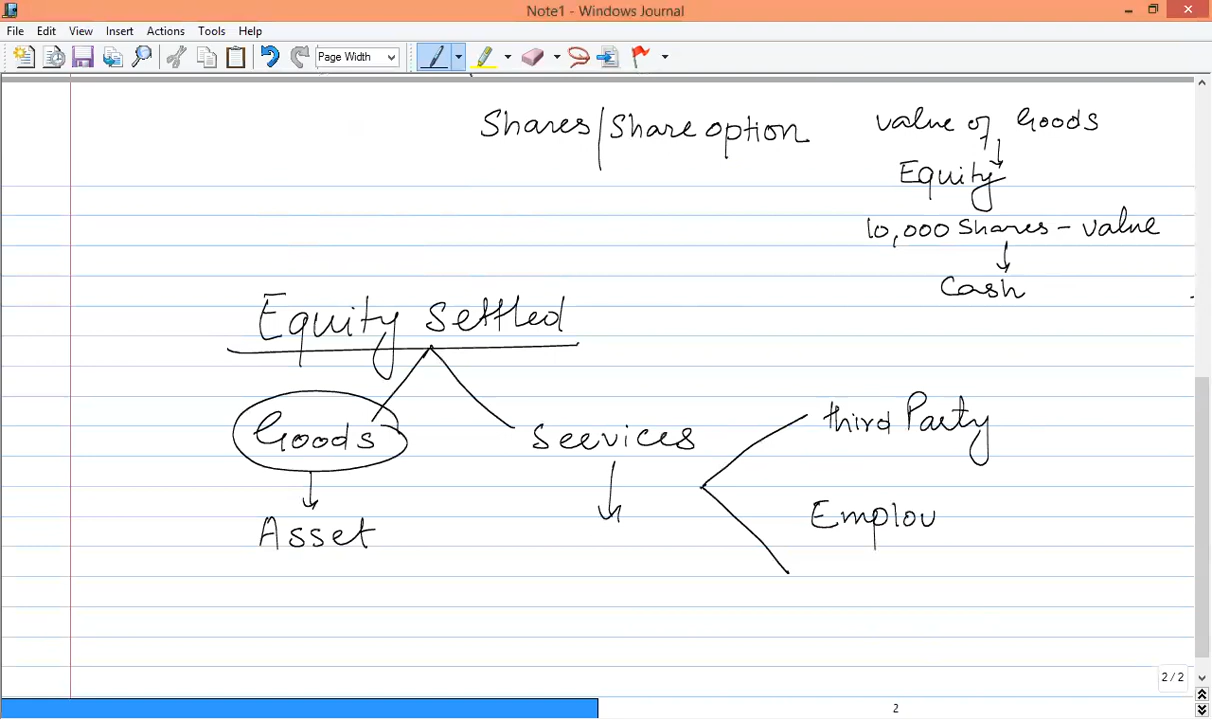 Note1 - Windows Journal
File Edit View Insert Actions Tools Help
Page Width
Shares/Share option
value of Goods
Equity
10,000 Shares - value
Cash
Equity Settled
Goods
Seevices
third Party
Asset
Emplou
2 / 2
2